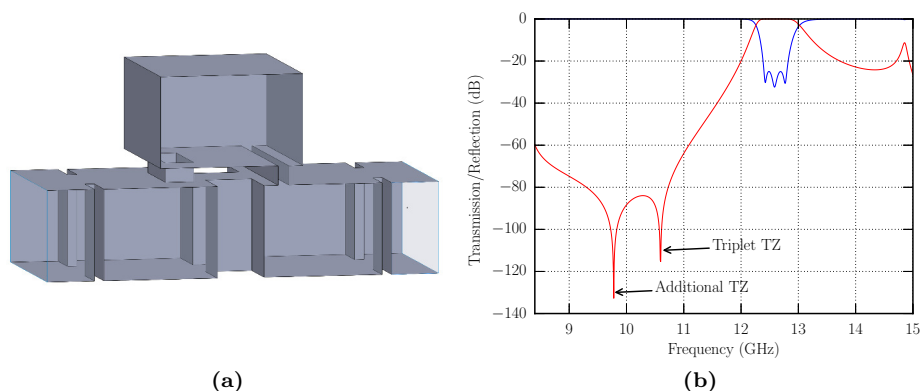 0
−20
−40
−60
−80
−100
−120
−140
Transmission/Reflection (dB)
Triplet TZ
Additional TZ
9 10 11 12 13 14 15
Frequency (GHz)
(a) (b)